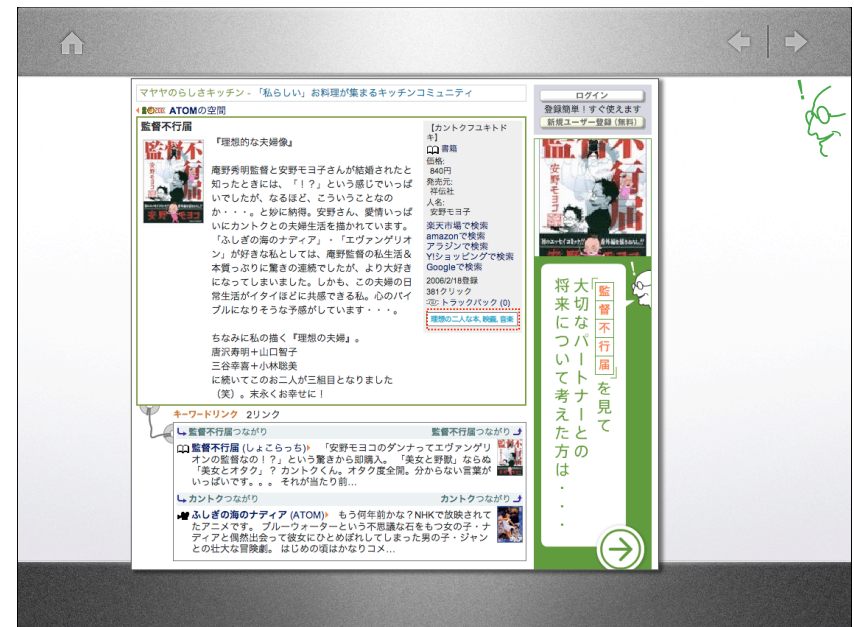 マヤヤのらしさキッチン - 「私らしい」お料理が集まるキッチンコミュニティ
ATOMの空間
監督不行届
『理想的な夫婦像』
庵野秀明監督と安野モヨ子さんが結婚されたと
知ったときには、「！？」という感じでいっぱ
いでしたが、なるほど、こういうことなの
か・・・。と妙に納得。安野さん、愛情いっぱ
いにカントクとの夫婦生活を描かれています。
「ふしぎの海のナディア」・「エヴァンゲリオ
ン」が好きな私としては、庵野監督の私生活&
本質っぷりに驚きの連続でしたが、より大好き
になってしまいました。しかも、この夫婦の日
常生活がイタイほどに共感できる私。心のバイ
ブルになりそうな予感がしています・・・。
ちなみに私の描く『理想の夫婦』。
唐沢寿明＋山口智子
三谷幸喜＋小林聡美
に続いてこのお二人が三組目となりました
（笑）。末永くお幸せに！
【カントクフユキトド
キ】
書籍
価格:
840円
発売元:
祥伝社
人名:
安野モヨ子
楽天市場で検索
amazonで検索
アラジンで検索
Y!ショッピングで検索
Googleで検索
2006/2/18登録
381クリック
トラックバック (0)
理想の二人な本, 映画, 音楽
キーワードリンク 2リンク
監督不行届つながり 監督不行届つながり
監督不行届 (しょこらっち) 「安野モヨコのダンナってエヴァンゲリ
オンの監督なの！？」という驚きから即購入。 「美女と野獣」ならぬ
「美女とオタク」？ カントクくん。オタク度全開。分からない言葉が
いっぱいです。。。 それが当たり前...
カントクつながり カントクつながり
ふしぎの海のナディア (ATOM) もう何年前かな？NHKで放映されて
たアニメです。 ブルーウォーターという不思議な石をもつ女の子・ナ
ディアと偶然出会って彼女にひとめぼれしてしまった男の子・ジャン
との壮大な冒険劇。 はじめの頃はかなりコメ...
ログイン
登録簡単！すぐ使えます
新規ユーザー登録（無料）
監督不行届
安野モヨコ
「監督不行届」を見て
大切なパートナーとの
将来について考えた方は・・・